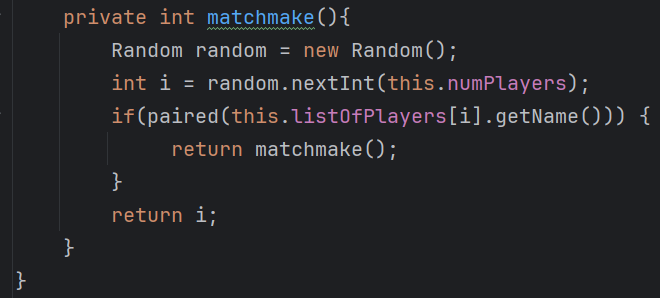 private int matchmake(){
Random random = new Random();
int i = random.nextInt(this.numPlayers);
if(paired(this.listOfPlayers[i].getName())) {
return matchmake();
}
return i;
}
}